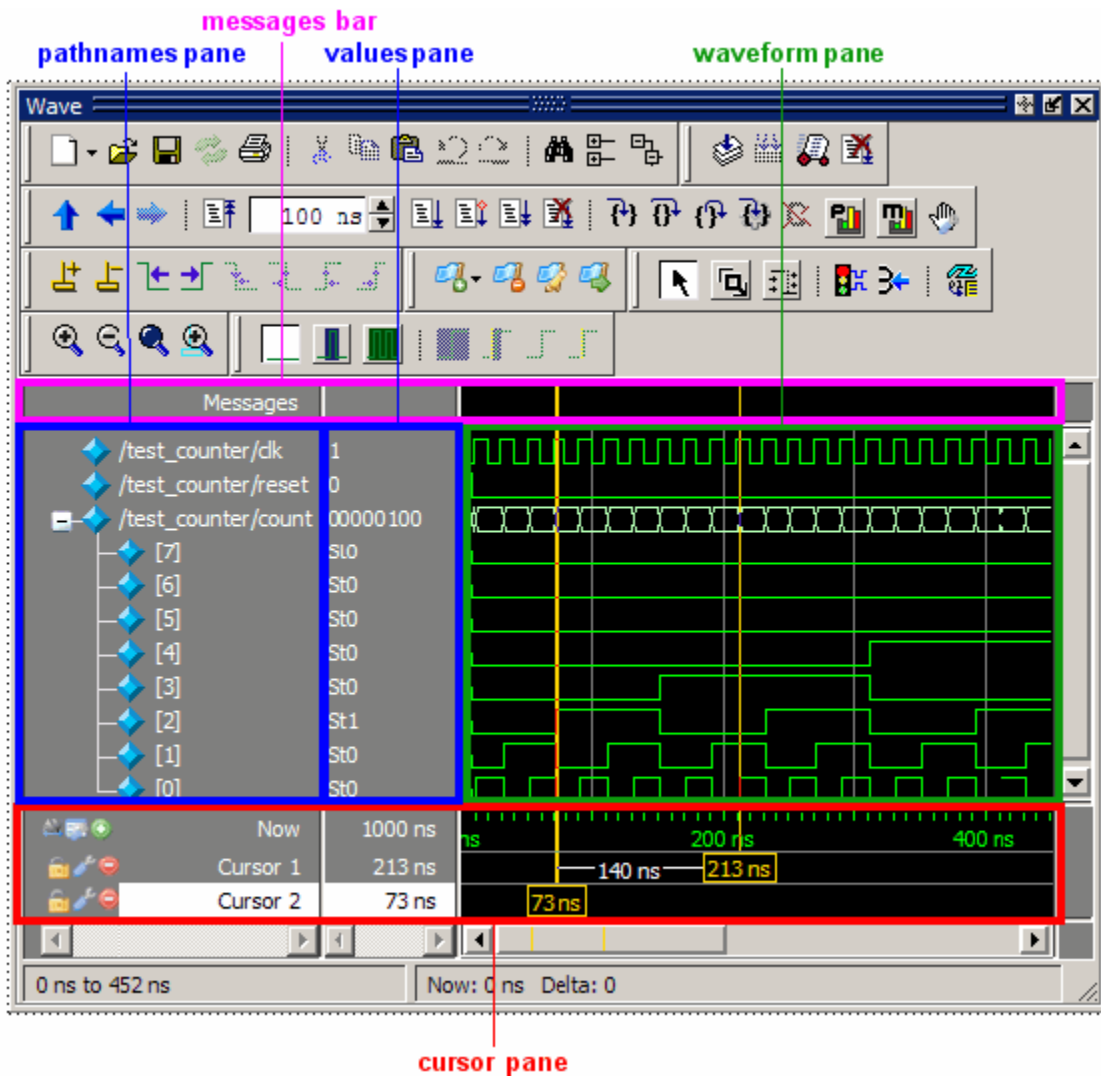 messages bar
pathnames pane values pane waveform pane
Wave
100 ns
Messages
/test_counter/clk 1
/test_counter/reset 0
/test_counter/count 00000100
[7] St0
[6] St0
[5] St0
[4] St0
[3] St0
[2] St1
[1] St0
[0] St0
Now 1000 ns ns 200 ns 400 ns
Cursor 1 213 ns 140 ns 213 ns
Cursor 2 73 ns 73 ns
0 ns to 452 ns Now: 0 ns Delta: 0
cursor pane